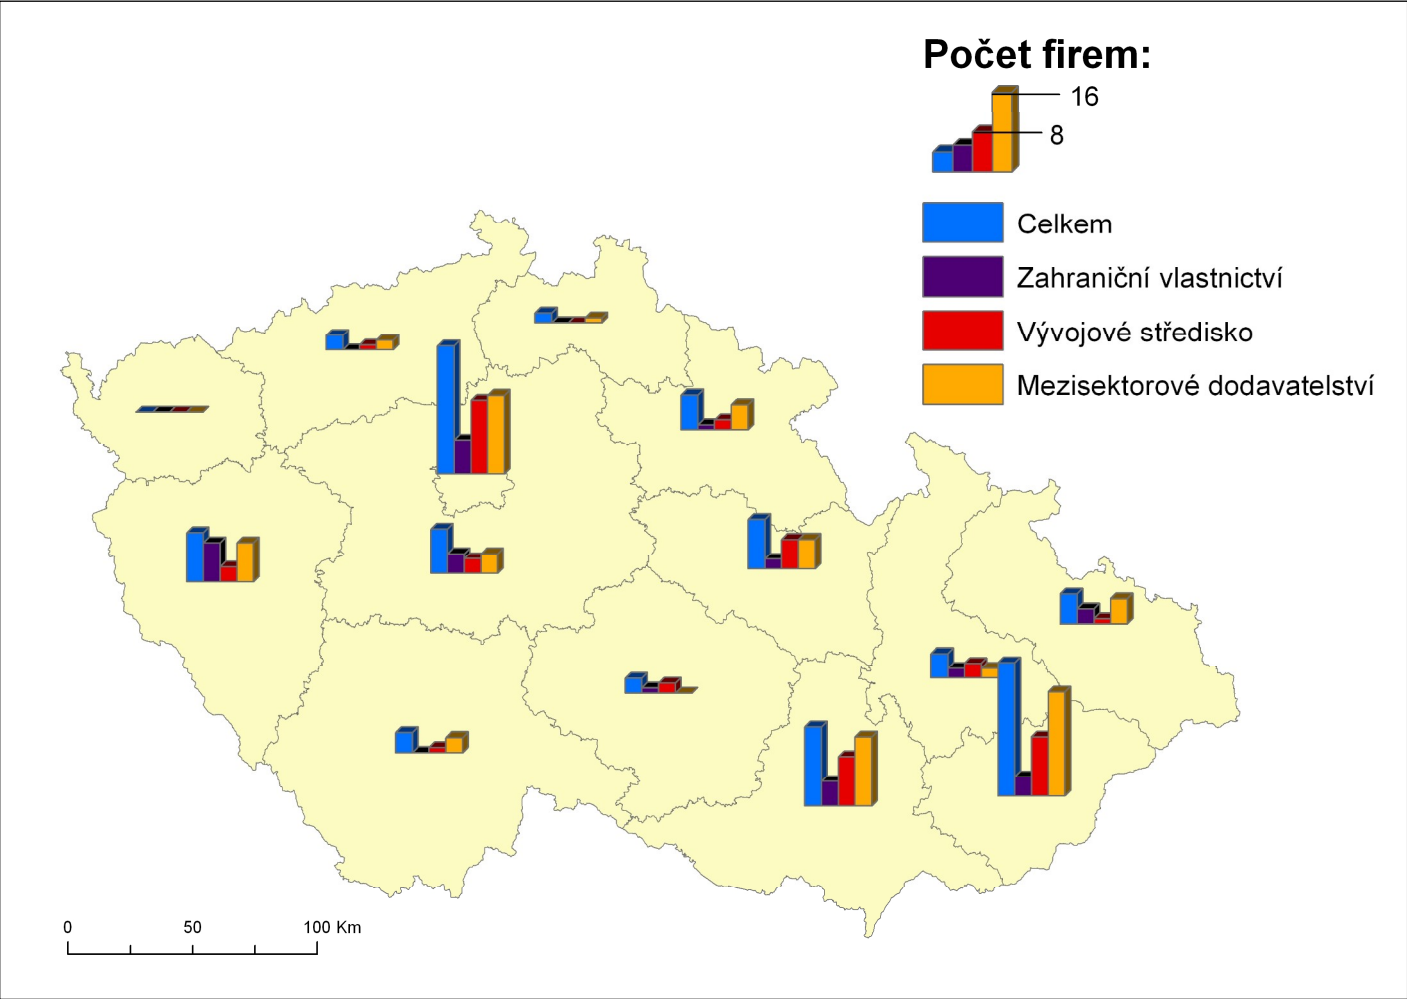 Počet firem:
16
8
Celkem
Zahraniční vlastnictví
Vývojové středisko
Mezisektorové dodavatelství
0 50 100 Km